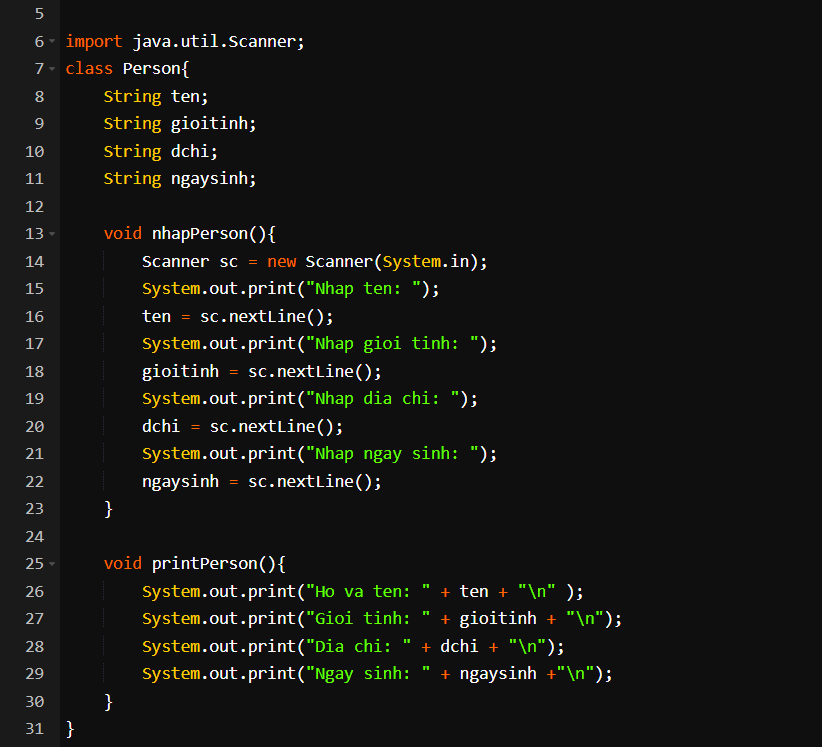 5
6 import java.util.Scanner;
7 class Person{
8     String ten;
9     String gioitinh;
10     String dchi;
11     String ngaysinh;
12
13     void nhapPerson(){
14         Scanner sc = new Scanner(System.in);
15         System.out.print("Nhap ten: ");
16         ten = sc.nextLine();
17         System.out.print("Nhap gioi tinh: ");
18         gioitinh = sc.nextLine();
19         System.out.print("Nhap dia chi: ");
20         dchi = sc.nextLine();
21         System.out.print("Nhap ngay sinh: ");
22         ngaysinh = sc.nextLine();
23     }
24
25     void printPerson(){
26         System.out.print("Ho va ten: " + ten + "\n" );
27         System.out.print("Gioi tinh: " + gioitinh + "\n");
28         System.out.print("Dia chi: " + dchi + "\n");
29         System.out.print("Ngay sinh: " + ngaysinh +"\n");
30     }
31 }